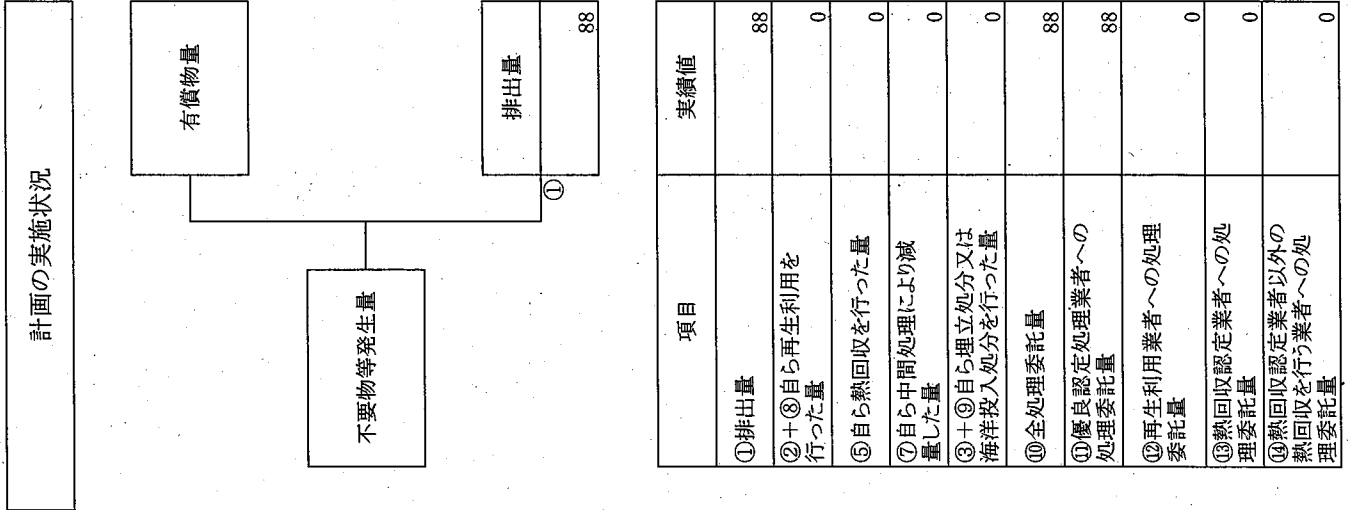 計画の実施状況
有償物量
不要物等発生量
排出量
①
88
項目
実績値
①排出量
88
②+⑧自ら再生利用を
行った量
0
⑤自ら熱回収を行った量
0
⑦自ら中間処理により減
量した量
0
③+⑨自ら埋立処分又は
海洋投入処分を行った量
0
⑩全処理委託量
88
⑪優良認定処理業者への
処理委託量
88
⑫再生利用業者への処理
委託量
0
⑬熱回収認定業者への処
理委託量
0
⑭熱回収認定業者以外の
熱回収を行う業者への処
理委託量
0